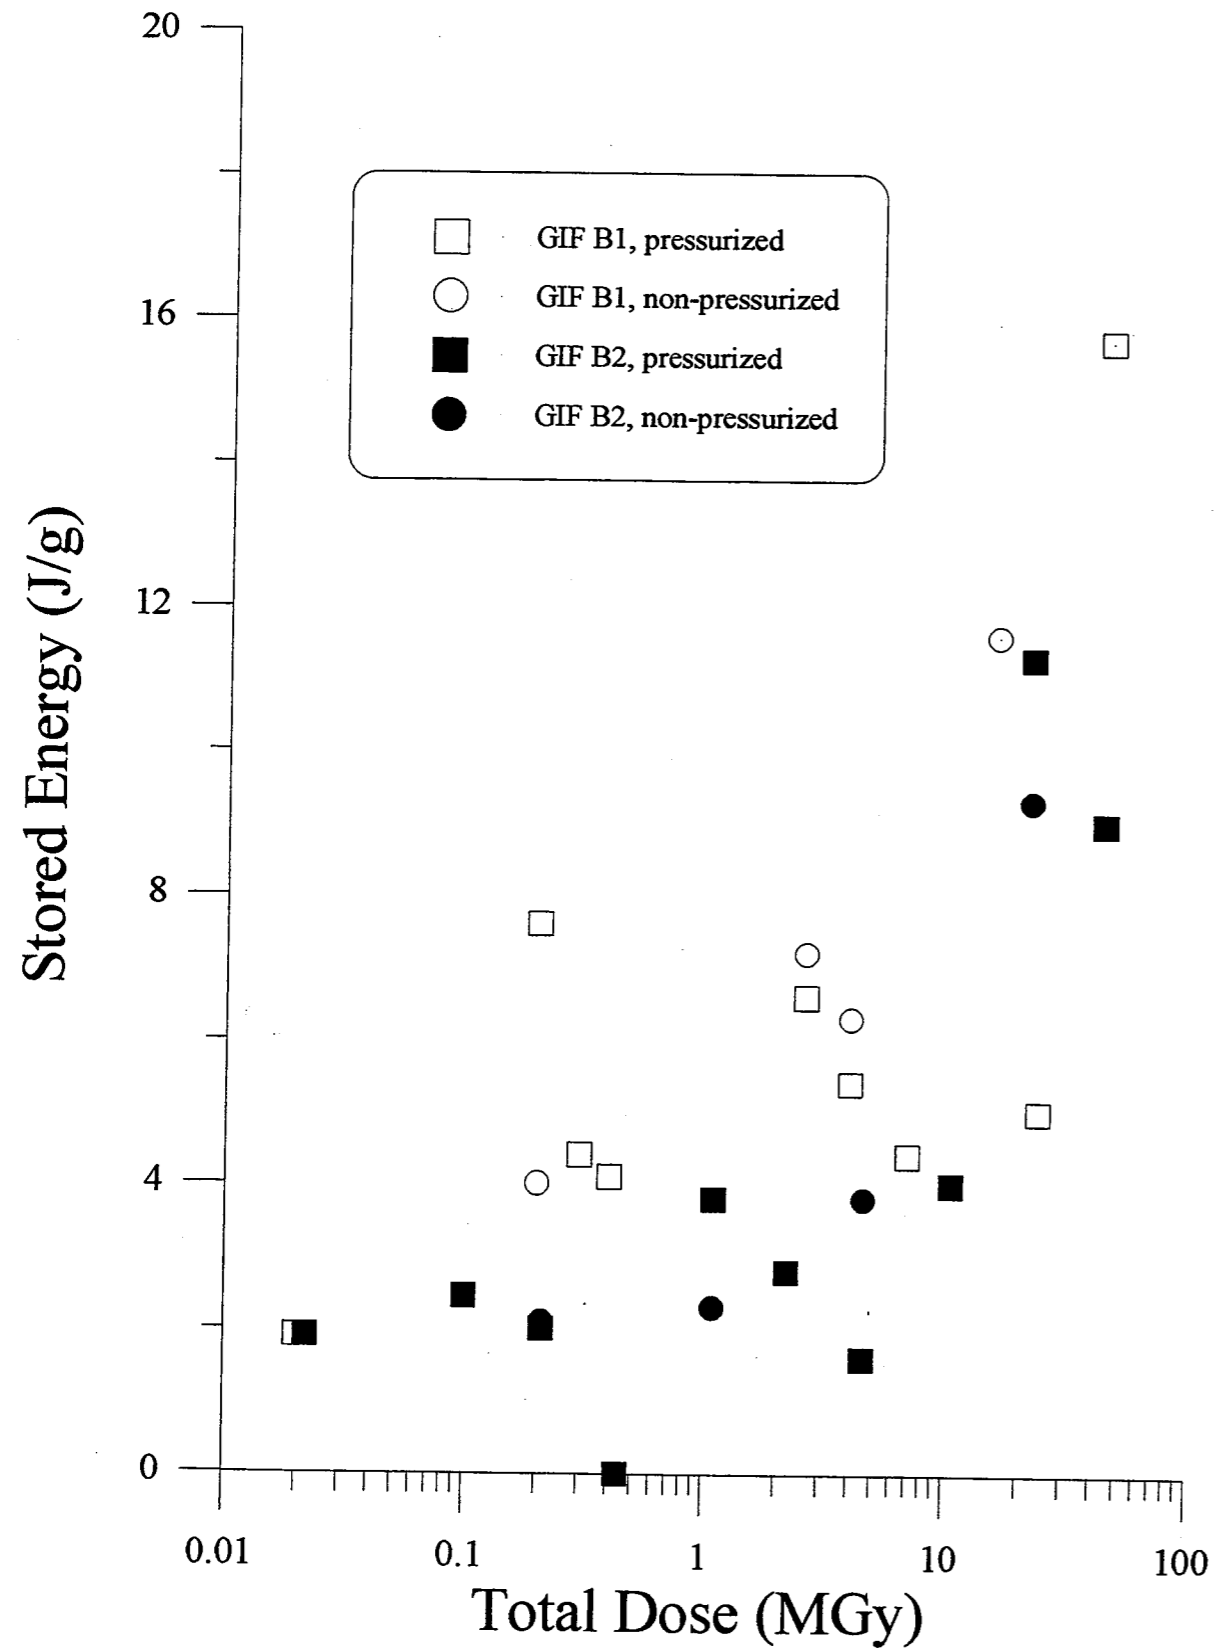 20
16
12
8
4
0
Stored Energy (J/g)
GIF B1, pressurized
GIF B1, non-pressurized
GIF B2, pressurized
GIF B2, non-pressurized
0.01 0.1 1 10 100
Total Dose (MGy)